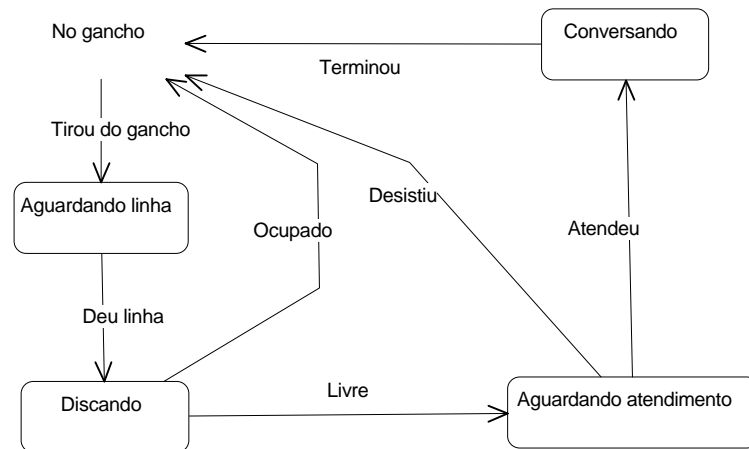 No gancho
Conversando
Terminou
Tirou do gancho
Aguardando linha
Desistiu
Ocupado
Atendeu
Deu linha
Livre
Discando
Aguardando atendimento